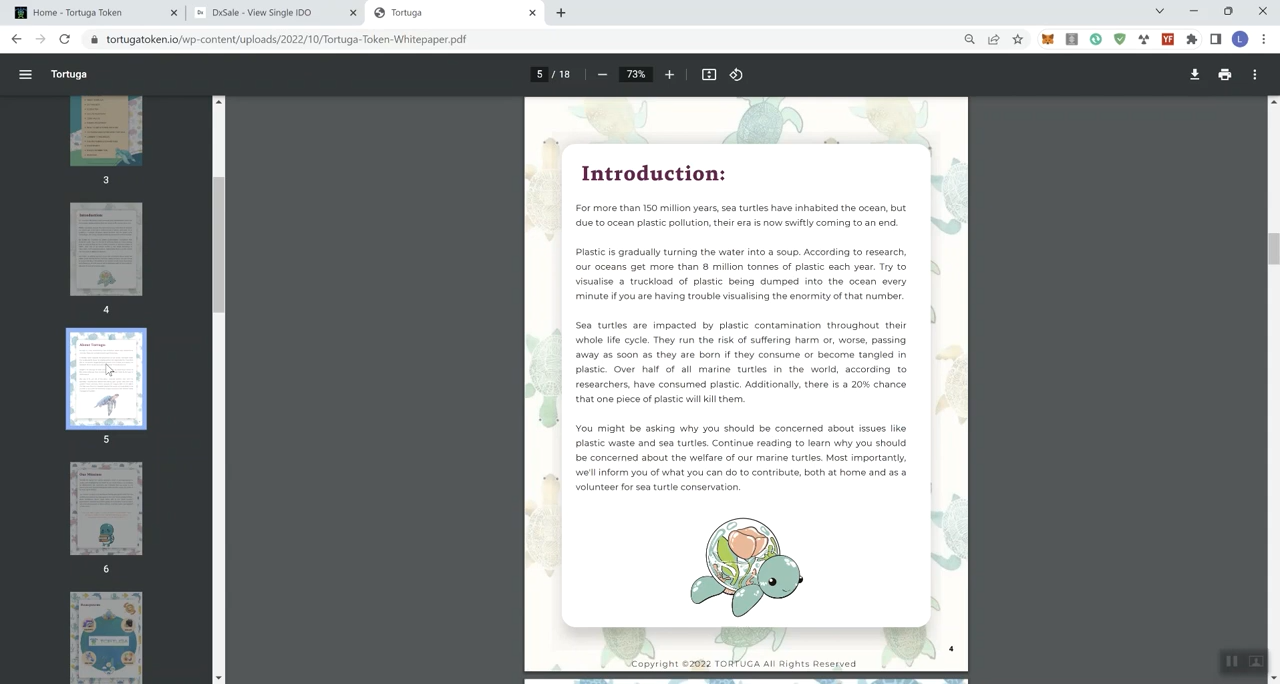 Home - Tortuga Token
DxSale - View Single IDO
Tortuga
tortugatoken.io/wp-content/uploads/2022/10/Tortuga-Token-Whitepaper.pdf
Tortuga
5 / 18
73%
3
4
5
6
Introduction:
For more than 150 million years, sea turtles have inhabited the ocean, but
due to ocean plastic pollution, their era is now swiftly coming to an end.
Plastic is gradually turning the water into a soup. According to research,
our oceans get more than 8 million tonnes of plastic each year. Try to
visualise a truckload of plastic being dumped into the ocean every
minute if you are having trouble visualising the enormity of that number.
Sea turtles are impacted by plastic contamination throughout their
whole life cycle. They run the risk of suffering harm or, worse, passing
away as soon as they are born if they consume or become tangled in
plastic. Over half of all marine turtles in the world, according to
researchers, have consumed plastic. Additionally, there is a 20% chance
that one piece of plastic will kill them.
You might be asking why you should be concerned about issues like
plastic waste and sea turtles. Continue reading to learn why you should
be concerned about the welfare of our marine turtles. Most importantly,
we'll inform you of what you can do to contribute, both at home and as a
volunteer for sea turtle conservation.
4
Copyright ©2022 TORTUGA All Rights Reserved